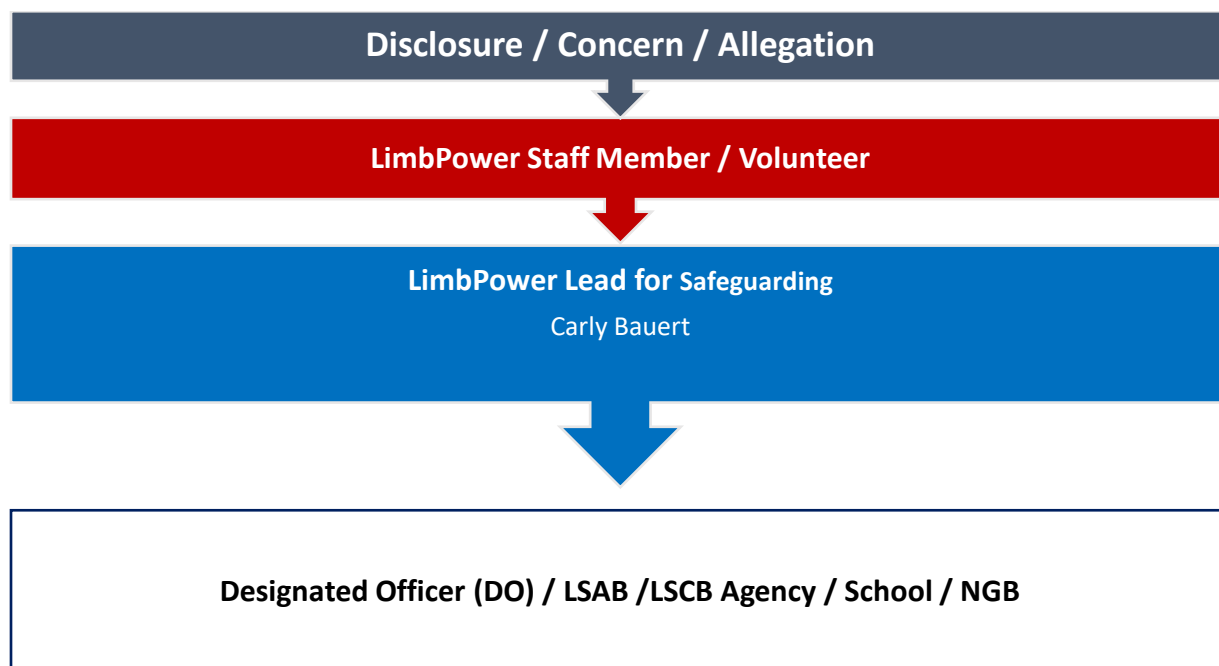 Disclosure / Concern / Allegation
LimbPower Staff Member / Volunteer
LimbPower Lead for Safeguarding
Carly Bauert
Designated Officer (DO) / LSAB /LSCB Agency / School / NGB